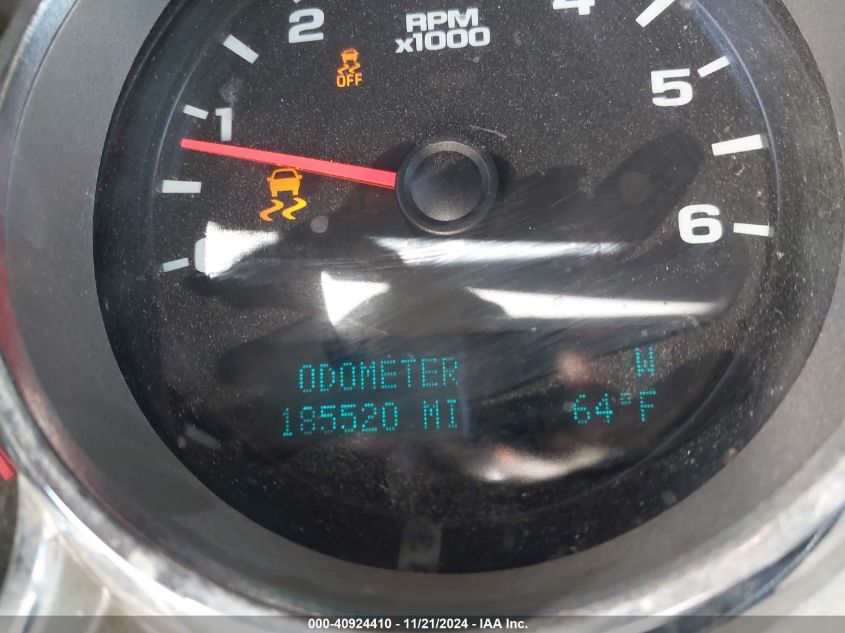 4
2
RPM
x1000
OFF
5
1
6
0
ODOMETER W
185520 MI 64°F
000-40924410 - 11/21/2024 - IAA Inc.